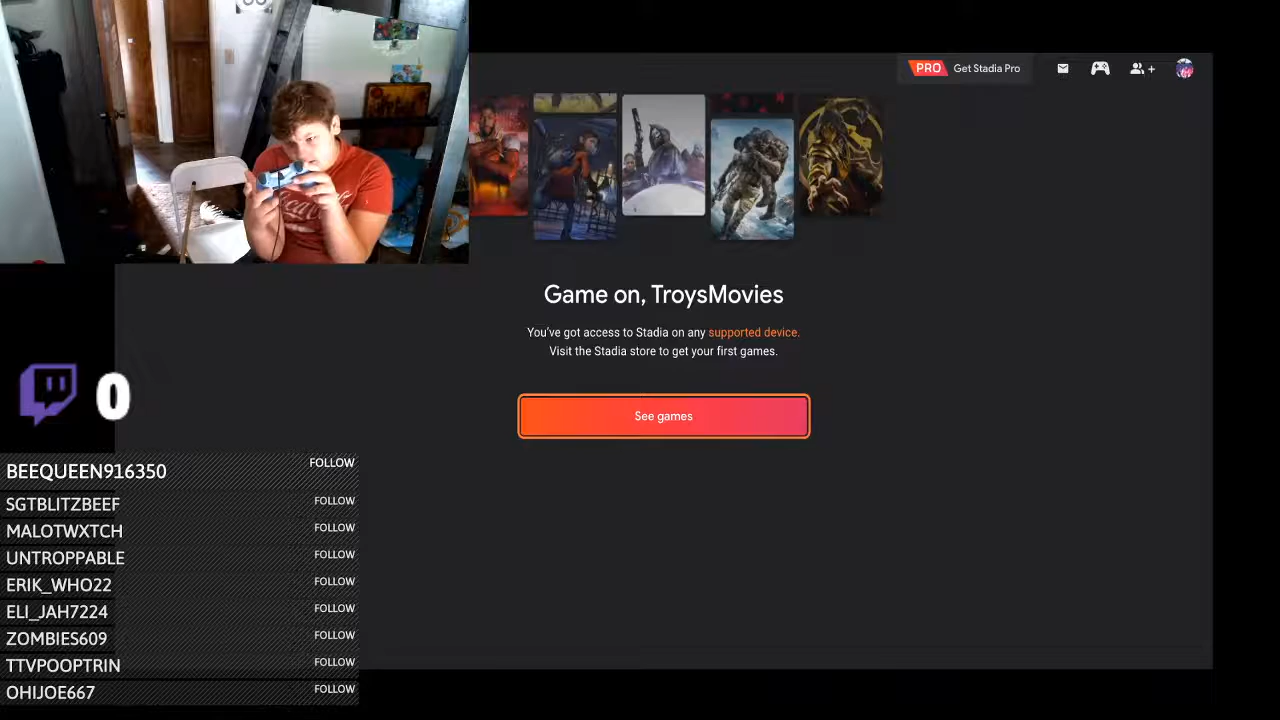 PRO Get Stadia Pro
Game on, TroysMovies
You've got access to Stadia on any supported device.
Visit the Stadia store to get your first games.
See games
0
BEEQUEEN916350 FOLLOW
SGTBLITZBEEF FOLLOW
MALOTWXTCH FOLLOW
UNTROPPABLE FOLLOW
ERIK_WHO22 FOLLOW
ELI_JAH7224 FOLLOW
ZOMBIES609 FOLLOW
TTVPOOPTRIN FOLLOW
OHIJOE667 FOLLOW